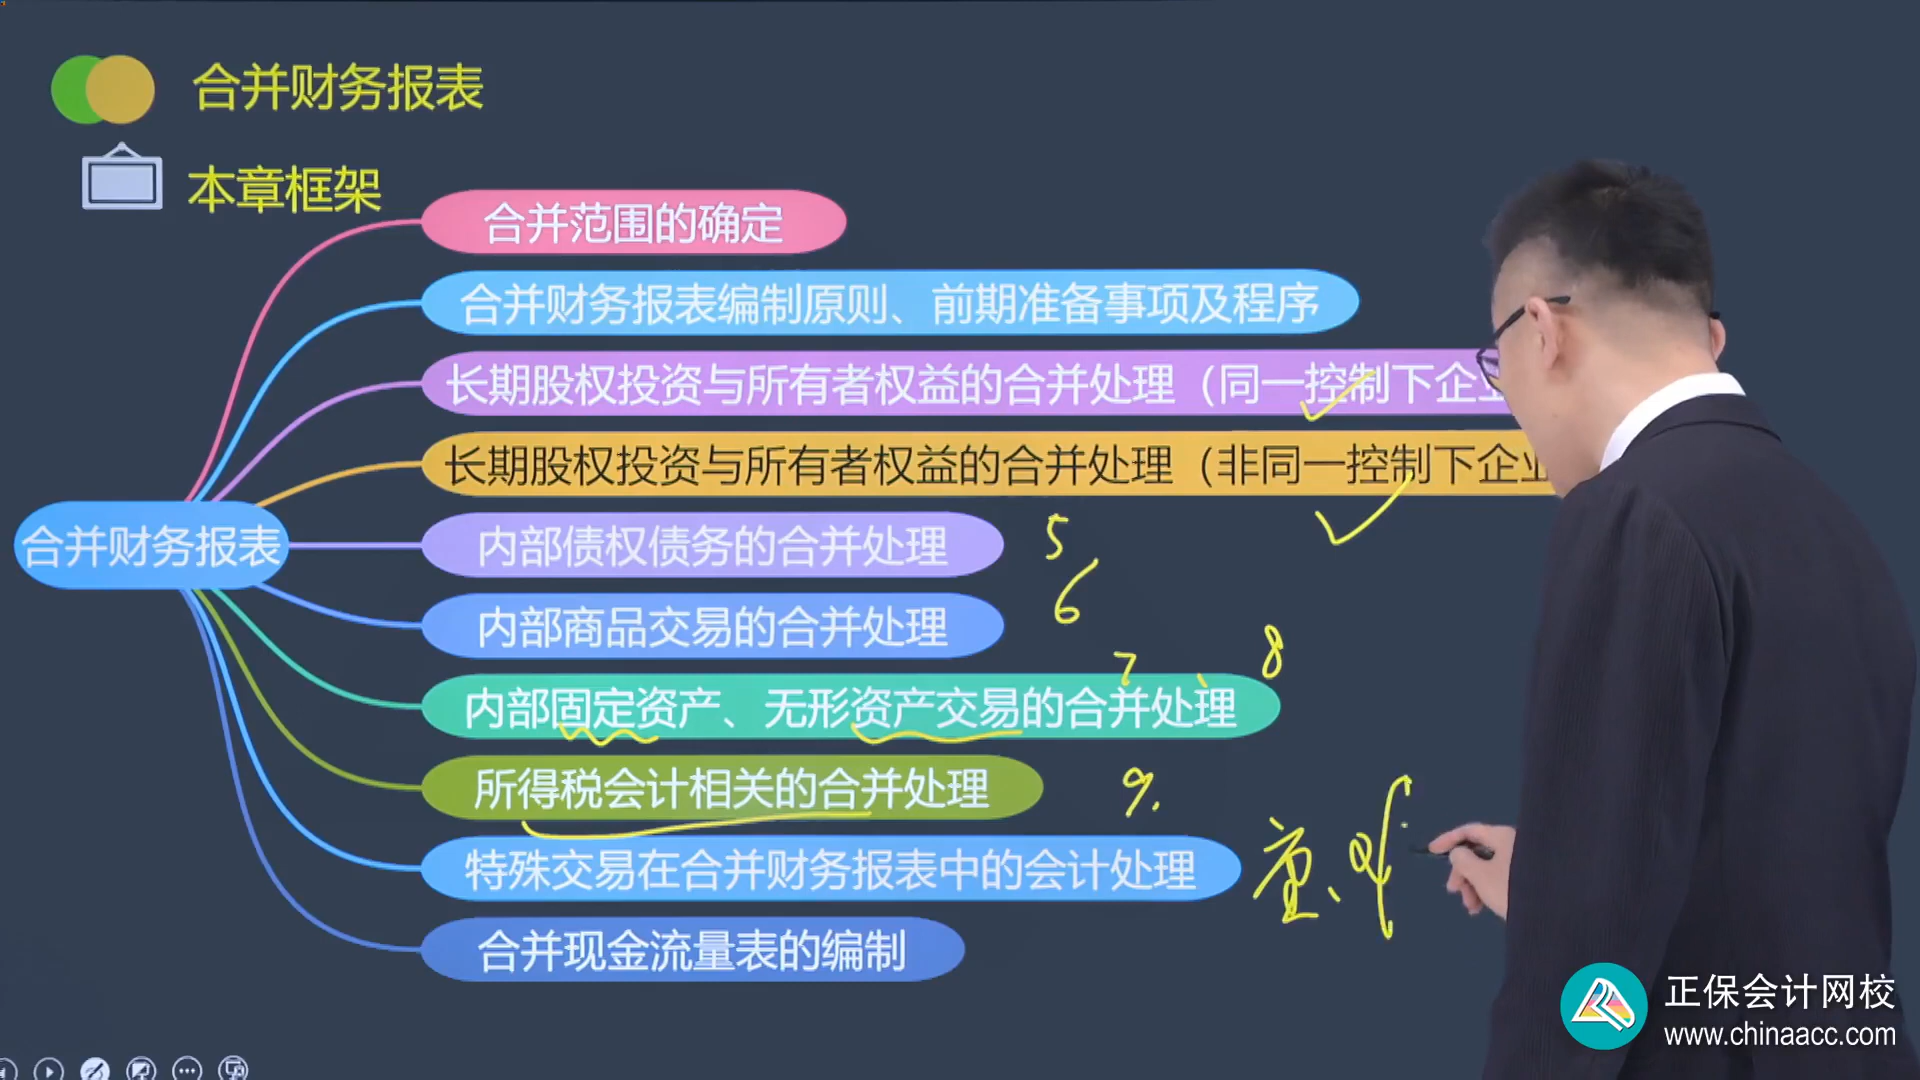 合并财务报表
本章框架
合并范围的确定
合并财务报表编制原则、前期准备事项及程序
长期股权投资与所有者权益的合并处理（同一控制下企业
长期股权投资与所有者权益的合并处理（非同一控制下企业
合并财务报表
内部债权债务的合并处理
5
内部商品交易的合并处理
6
7、8
内部固定资产、无形资产交易的合并处理
所得税会计相关的合并处理
9.
特殊交易在合并财务报表中的会计处理
合并现金流量表的编制
正保会计网校
www.chinaacc.com